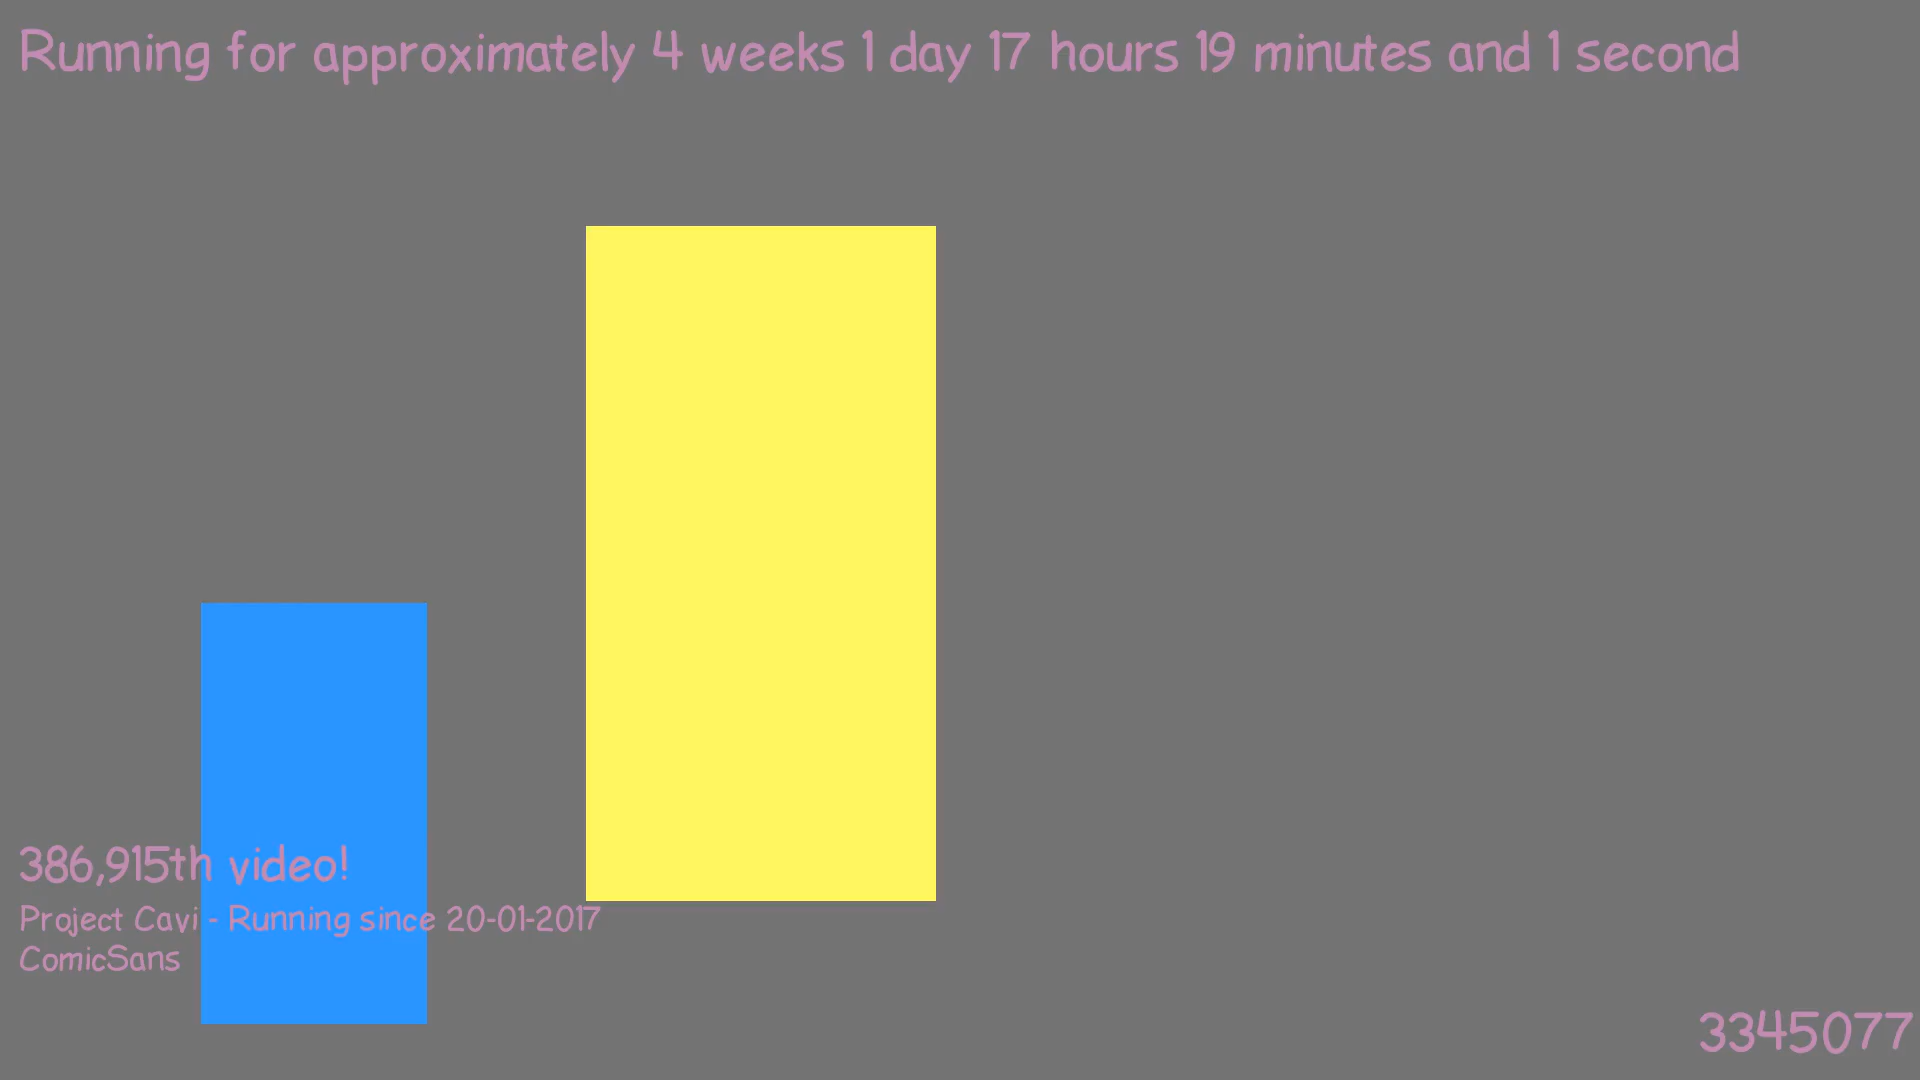 Running for approximately 4 weeks 1 day 17 hours 19 minutes and 1 second
386,915th video!
Project Cavi - Running since 20-01-2017
ComicSans
3345077